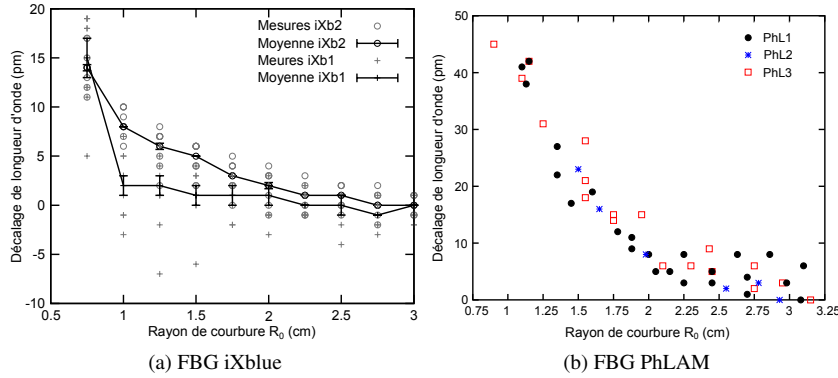 (a)
Mesures iXb2
Moyenne iXb2
Meures iXb1
Moyenne iXb1
Décalage de longueur d'onde (pm)
20
15
10
5
0
-5
-10
0.5
1
1.5
2
2.5
3
Rayon de courbure R₀ (cm)
(a) FBG iXblue
(b)
PhL1
PhL2
PhL3
Décalage de longueur d'onde (pm)
50
40
30
20
10
0
0.75
1
1.25
1.5
1.75
2
2.25
2.5
2.75
3
3.25
Rayon de courbure R₀ (cm)
(b) FBG PhLAM